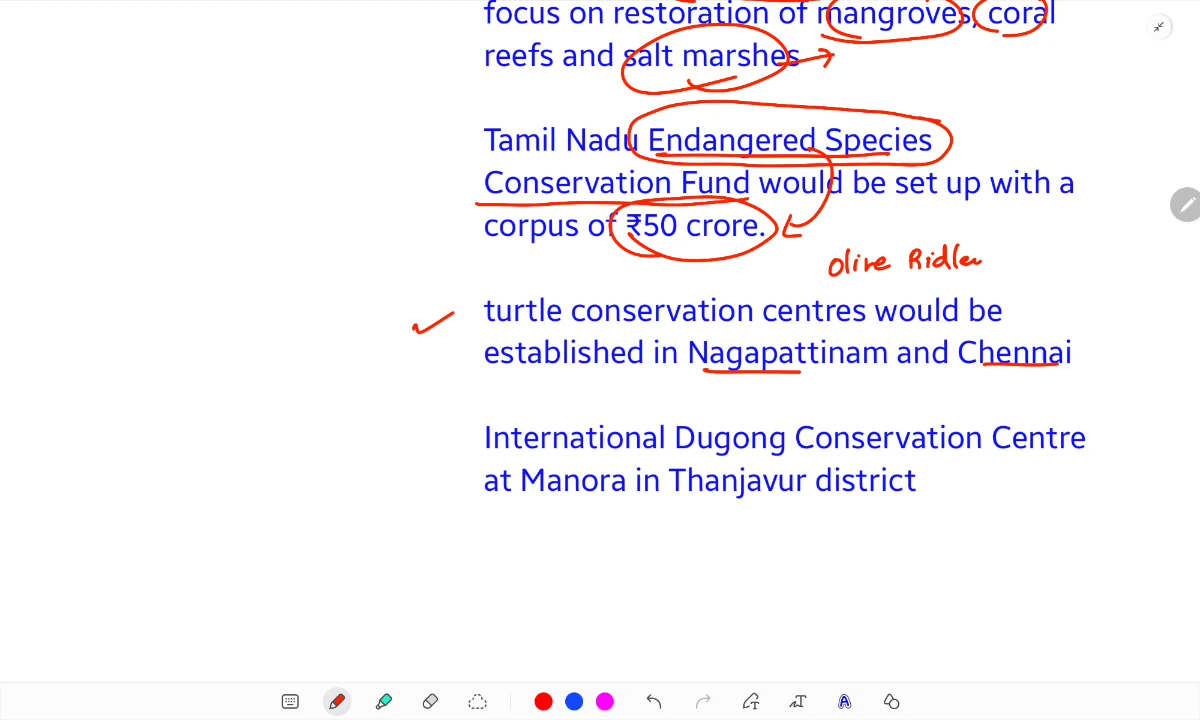 focus on restoration of mangroves, coral
reefs and salt marshes
Tamil Nadu Endangered Species
Conservation Fund would be set up with a
corpus of ₹50 crore.
Olive Ridley
turtle conservation centres would be
established in Nagapattinam and Chennai
International Dugong Conservation Centre
at Manora in Thanjavur district